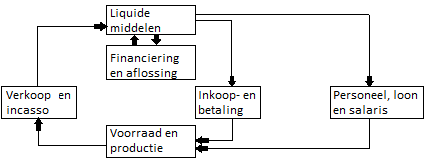 Liquide
middelen
Financiering
en aflossing
Verkoop en
incasso
Inkoop- en
betaling
Personeel, loon
en salaris
Voorraad en
productie